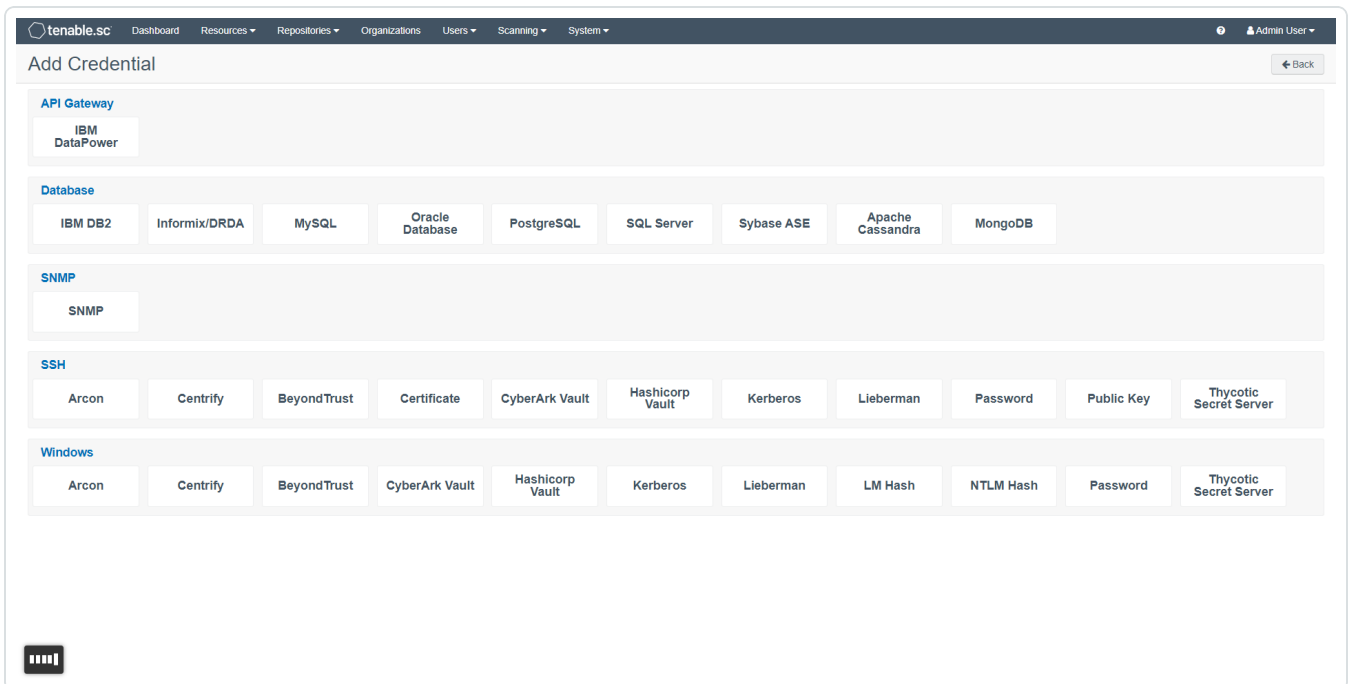 tenable.sc Dashboard Resources Repositories Organizations Users Scanning System ? Admin User
Add Credential Back
API Gateway
IBM
DataPower
Database
IBM DB2
Informix/DRDA
MySQL
Oracle
Database
PostgreSQL
SQL Server
Sybase ASE
Apache
Cassandra
MongoDB
SNMP
SNMP
SSH
Arcon
Centrify
BeyondTrust
Certificate
CyberArk Vault
Hashicorp
Vault
Kerberos
Lieberman
Password
Public Key
Thycotic
Secret Server
Windows
Arcon
Centrify
BeyondTrust
CyberArk Vault
Hashicorp
Vault
Kerberos
Lieberman
LM Hash
NTLM Hash
Password
Thycotic
Secret Server